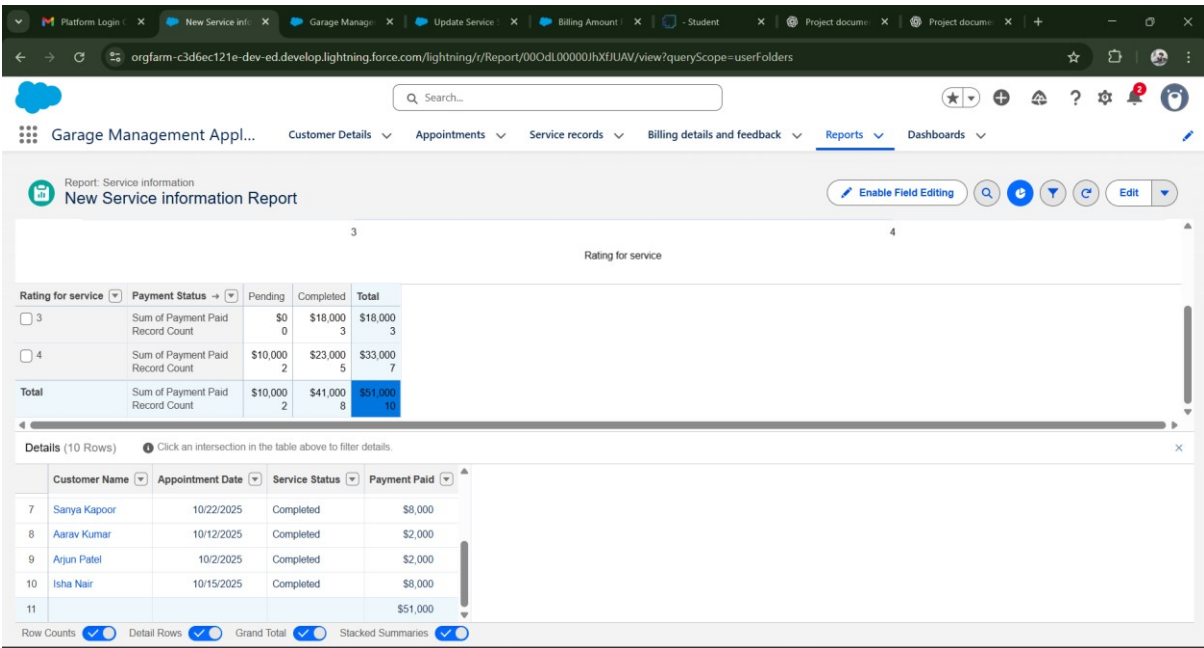 Platform Login C
New Service info
Garage Manager
Update Service S
Billing Amount F
- Student
Project docume
Project docume
orgfarm-c3d6ec121e-dev-ed.develop.lightning.force.com/lightning/r/Report/00OdL00000JhXfJUAV/view?queryScope=userFolders
Search...
2
Garage Management Appl...
Customer Details
Appointments
Service records
Billing details and feedback
Reports
Dashboards
Report: Service information
New Service information Report
Enable Field Editing
Edit
3 4
Rating for service
Rating for service Payment Status → Pending Completed Total
3 Sum of Payment Paid $0 $18,000 $18,000
Record Count 0 3 3
4 Sum of Payment Paid $10,000 $23,000 $33,000
Record Count 2 5 7
Total Sum of Payment Paid $10,000 $41,000 $51,000
Record Count 2 8 10
Details (10 Rows) Click an intersection in the table above to filter details.
Customer Name Appointment Date Service Status Payment Paid
7 Sanya Kapoor 10/22/2025 Completed $8,000
8 Aarav Kumar 10/12/2025 Completed $2,000
9 Arjun Patel 10/2/2025 Completed $2,000
10 Isha Nair 10/15/2025 Completed $8,000
11 $51,000
Row Counts Detail Rows Grand Total Stacked Summaries